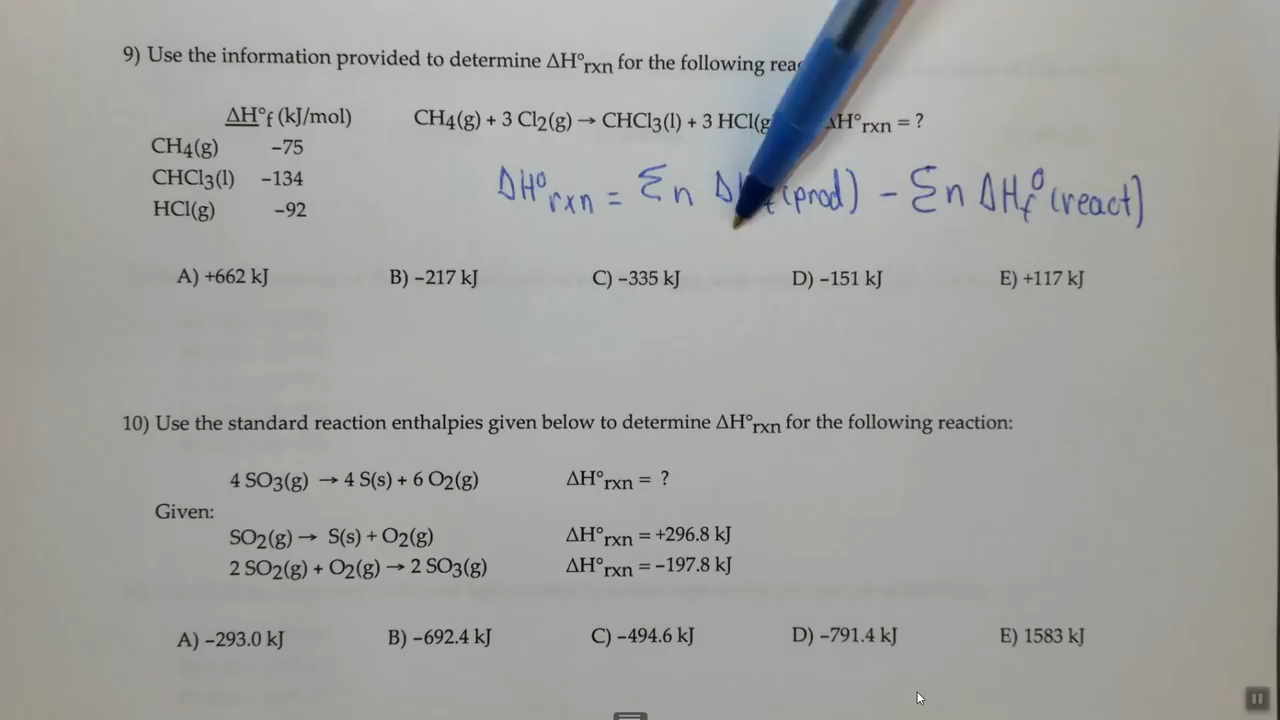 9) Use the information provided to determine ΔH°rxn for the following
ΔH°f (kJ/mol) CH4(g) + 3 Cl2(g) → CHCl3(l) + 3 HCl(g ΔH°rxn = ?
CH4(g) −75
CHCl3(l) −134
HCl(g) −92
ΔH°rxn = Σn (prod) − Σn ΔHf° (react)
A) +662 kJ B) −217 kJ C) −335 kJ D) −151 kJ E) +117 kJ
10) Use the standard reaction enthalpies given below to determine ΔH°rxn for the following reaction:
4 SO3(g) → 4 S(s) + 6 O2(g) ΔH°rxn = ?
Given:
SO2(g) → S(s) + O2(g) ΔH°rxn = +296.8 kJ
2 SO2(g) + O2(g) → 2 SO3(g) ΔH°rxn = −197.8 kJ
A) −293.0 kJ B) −692.4 kJ C) −494.6 kJ D) −791.4 kJ E) 1583 kJ